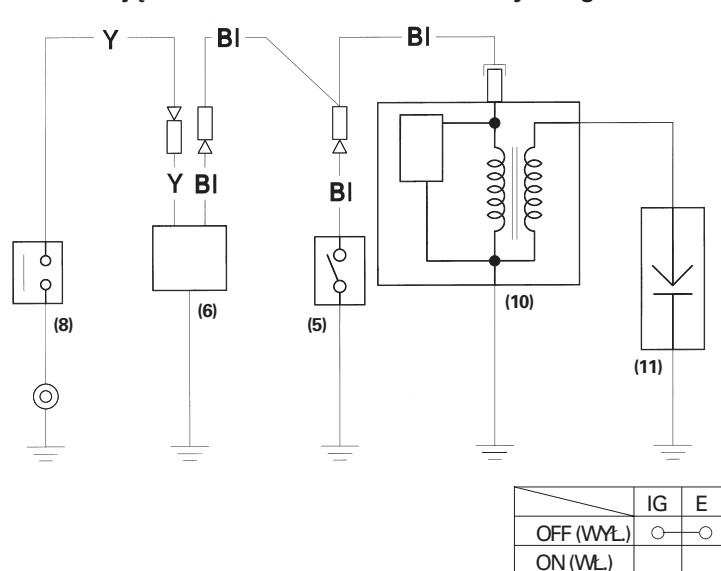 Y
Bl
Bl
Y Bl
Bl
(8)
(6)
(5)
(10)
(11)
IG E
OFF (WYŁ.)
ON (WŁ.)